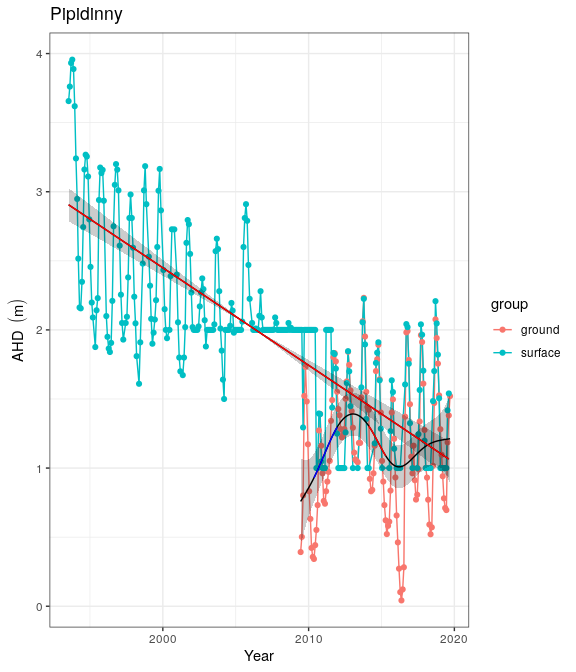 Pipidinny
AHD (m)
4
3
2
1
0
2000
2010
2020
Year
group
ground
surface